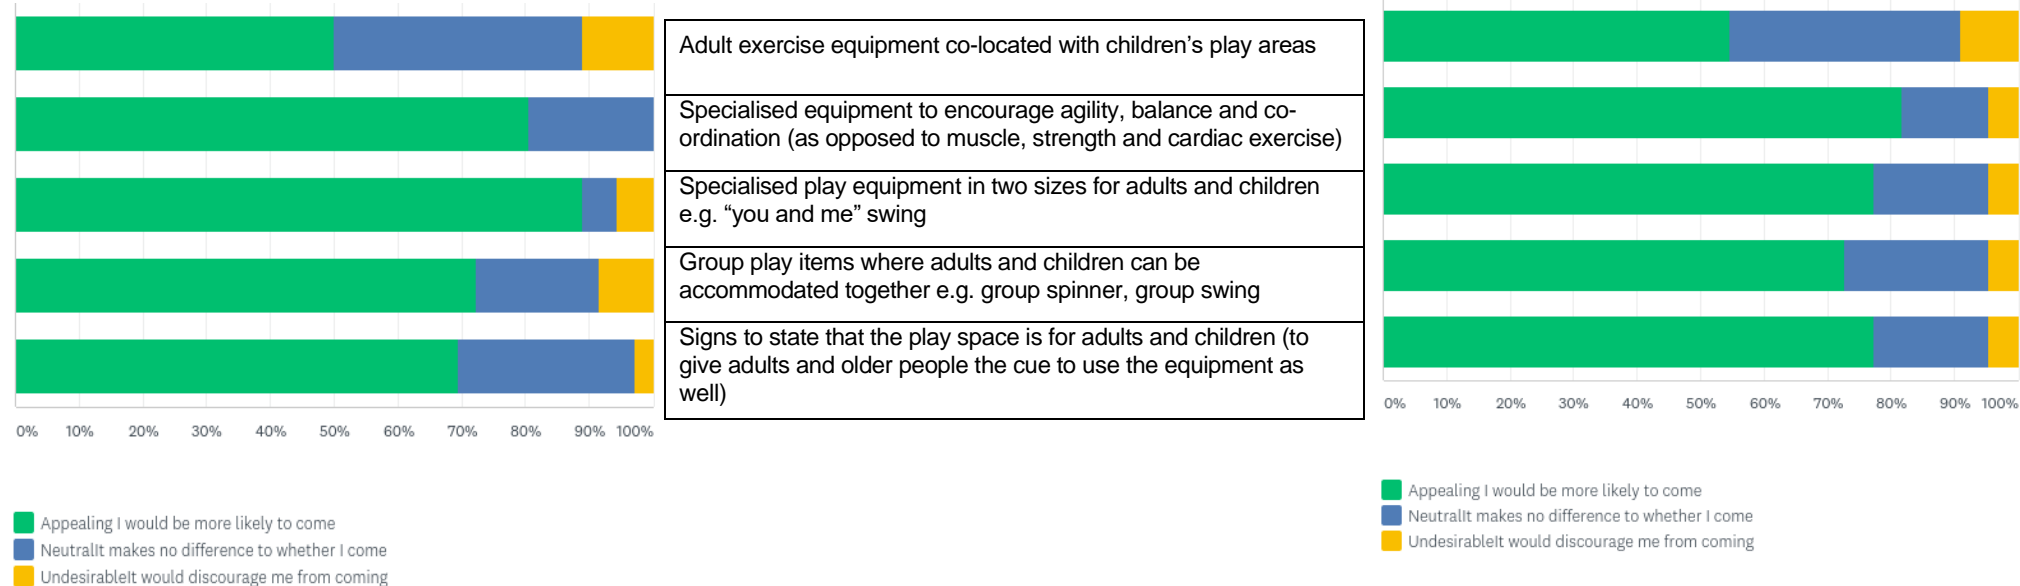 Adult exercise equipment co-located with children’s play areas
Specialised equipment to encourage agility, balance and co-
ordination (as opposed to muscle, strength and cardiac exercise)
Specialised play equipment in two sizes for adults and children
e.g. “you and me” swing
Group play items where adults and children can be
accommodated together e.g. group spinner, group swing
Signs to state that the play space is for adults and children (to
give adults and older people the cue to use the equipment as
well)
0% 10% 20% 30% 40% 50% 60% 70% 80% 90% 100%
Appealing I would be more likely to come
NeutralIt makes no difference to whether I come
UndesirableIt would discourage me from coming
0% 10% 20% 30% 40% 50% 60% 70% 80% 90% 100%
Appealing I would be more likely to come
NeutralIt makes no difference to whether I come
UndesirableIt would discourage me from coming